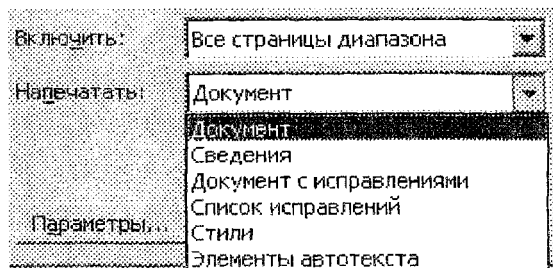 Включить: Все страницы диапазона
Напечатать: Документ
Документ
Сведения
Документ с исправлениями
Список исправлений
Параметры...
Стили
Элементы автотекста